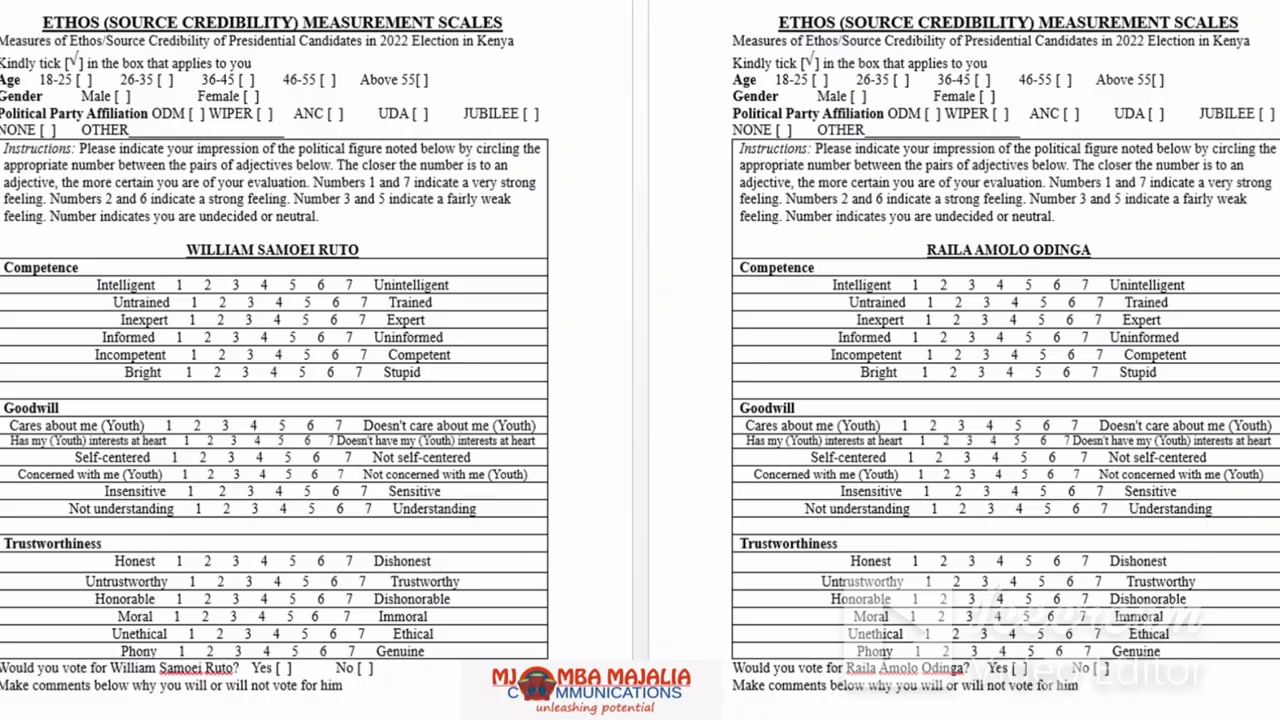 ETHOS (SOURCE CREDIBILITY) MEASUREMENT SCALES
Measures of Ethos/Source Credibility of Presidential Candidates in 2022 Election in Kenya
Kindly tick [√] in the box that applies to you
Age 18-25 [ ] 26-35 [ ] 36-45 [ ] 46-55 [ ] Above 55[ ]
Gender Male [ ] Female [ ]
Political Party Affiliation ODM [ ] WIPER [ ] ANC [ ] UDA [ ] JUBILEE [ ]
NONE [ ] OTHER____________________
Instructions: Please indicate your impression of the political figure noted below by circling the
appropriate number between the pairs of adjectives below. The closer the number is to an
adjective, the more certain you are of your evaluation. Numbers 1 and 7 indicate a very strong
feeling. Numbers 2 and 6 indicate a strong feeling. Number 3 and 5 indicate a fairly weak
feeling. Number indicates you are undecided or neutral.
WILLIAM SAMOEI RUTO
Competence
Intelligent 1 2 3 4 5 6 7 Unintelligent
Untrained 1 2 3 4 5 6 7 Trained
Inexpert 1 2 3 4 5 6 7 Expert
Informed 1 2 3 4 5 6 7 Uninformed
Incompetent 1 2 3 4 5 6 7 Competent
Bright 1 2 3 4 5 6 7 Stupid
Goodwill
Cares about me (Youth) 1 2 3 4 5 6 7 Doesn't care about me (Youth)
Has my (Youth) interests at heart 1 2 3 4 5 6 7 Doesn't have my (Youth) interests at heart
Self-centered 1 2 3 4 5 6 7 Not self-centered
Concerned with me (Youth) 1 2 3 4 5 6 7 Not concerned with me (Youth)
Insensitive 1 2 3 4 5 6 7 Sensitive
Not understanding 1 2 3 4 5 6 7 Understanding
Trustworthiness
Honest 1 2 3 4 5 6 7 Dishonest
Untrustworthy 1 2 3 4 5 6 7 Trustworthy
Honorable 1 2 3 4 5 6 7 Dishonorable
Moral 1 2 3 4 5 6 7 Immoral
Unethical 1 2 3 4 5 6 7 Ethical
Phony 1 2 3 4 5 6 7 Genuine
Would you vote for William Samoei Ruto? Yes [ ] No [ ]
Make comments below why you will or will not vote for him
ETHOS (SOURCE CREDIBILITY) MEASUREMENT SCALES
Measures of Ethos/Source Credibility of Presidential Candidates in 2022 Election in Kenya
Kindly tick [√] in the box that applies to you
Age 18-25 [ ] 26-35 [ ] 36-45 [ ] 46-55 [ ] Above 55[ ]
Gender Male [ ] Female [ ]
Political Party Affiliation ODM [ ] WIPER [ ] ANC [ ] UDA [ ] JUBILEE [ ]
NONE [ ] OTHER____________________
Instructions: Please indicate your impression of the political figure noted below by circling the
appropriate number between the pairs of adjectives below. The closer the number is to an
adjective, the more certain you are of your evaluation. Numbers 1 and 7 indicate a very strong
feeling. Numbers 2 and 6 indicate a strong feeling. Number 3 and 5 indicate a fairly weak
feeling. Number indicates you are undecided or neutral.
RAILA AMOLO ODINGA
Competence
Intelligent 1 2 3 4 5 6 7 Unintelligent
Untrained 1 2 3 4 5 6 7 Trained
Inexpert 1 2 3 4 5 6 7 Expert
Informed 1 2 3 4 5 6 7 Uninformed
Incompetent 1 2 3 4 5 6 7 Competent
Bright 1 2 3 4 5 6 7 Stupid
Goodwill
Cares about me (Youth) 1 2 3 4 5 6 7 Doesn't care about me (Youth)
Has my (Youth) interests at heart 1 2 3 4 5 6 7 Doesn't have my (Youth) interests at heart
Self-centered 1 2 3 4 5 6 7 Not self-centered
Concerned with me (Youth) 1 2 3 4 5 6 7 Not concerned with me (Youth)
Insensitive 1 2 3 4 5 6 7 Sensitive
Not understanding 1 2 3 4 5 6 7 Understanding
Trustworthiness
Honest 1 2 3 4 5 6 7 Dishonest
Untrustworthy 1 2 3 4 5 6 7 Trustworthy
Honorable 1 2 3 4 5 6 7 Dishonorable
Moral 1 2 3 4 5 6 7 Immoral
Unethical 1 2 3 4 5 6 7 Ethical
Phony 1 2 3 4 5 6 7 Genuine
Would you vote for Raila Amolo Odinga? Yes [ ] No [ ]
Make comments below why you will or will not vote for him
MJOMBA MAJALIA
COMMUNICATIONS
unleashing potential
Video Editor